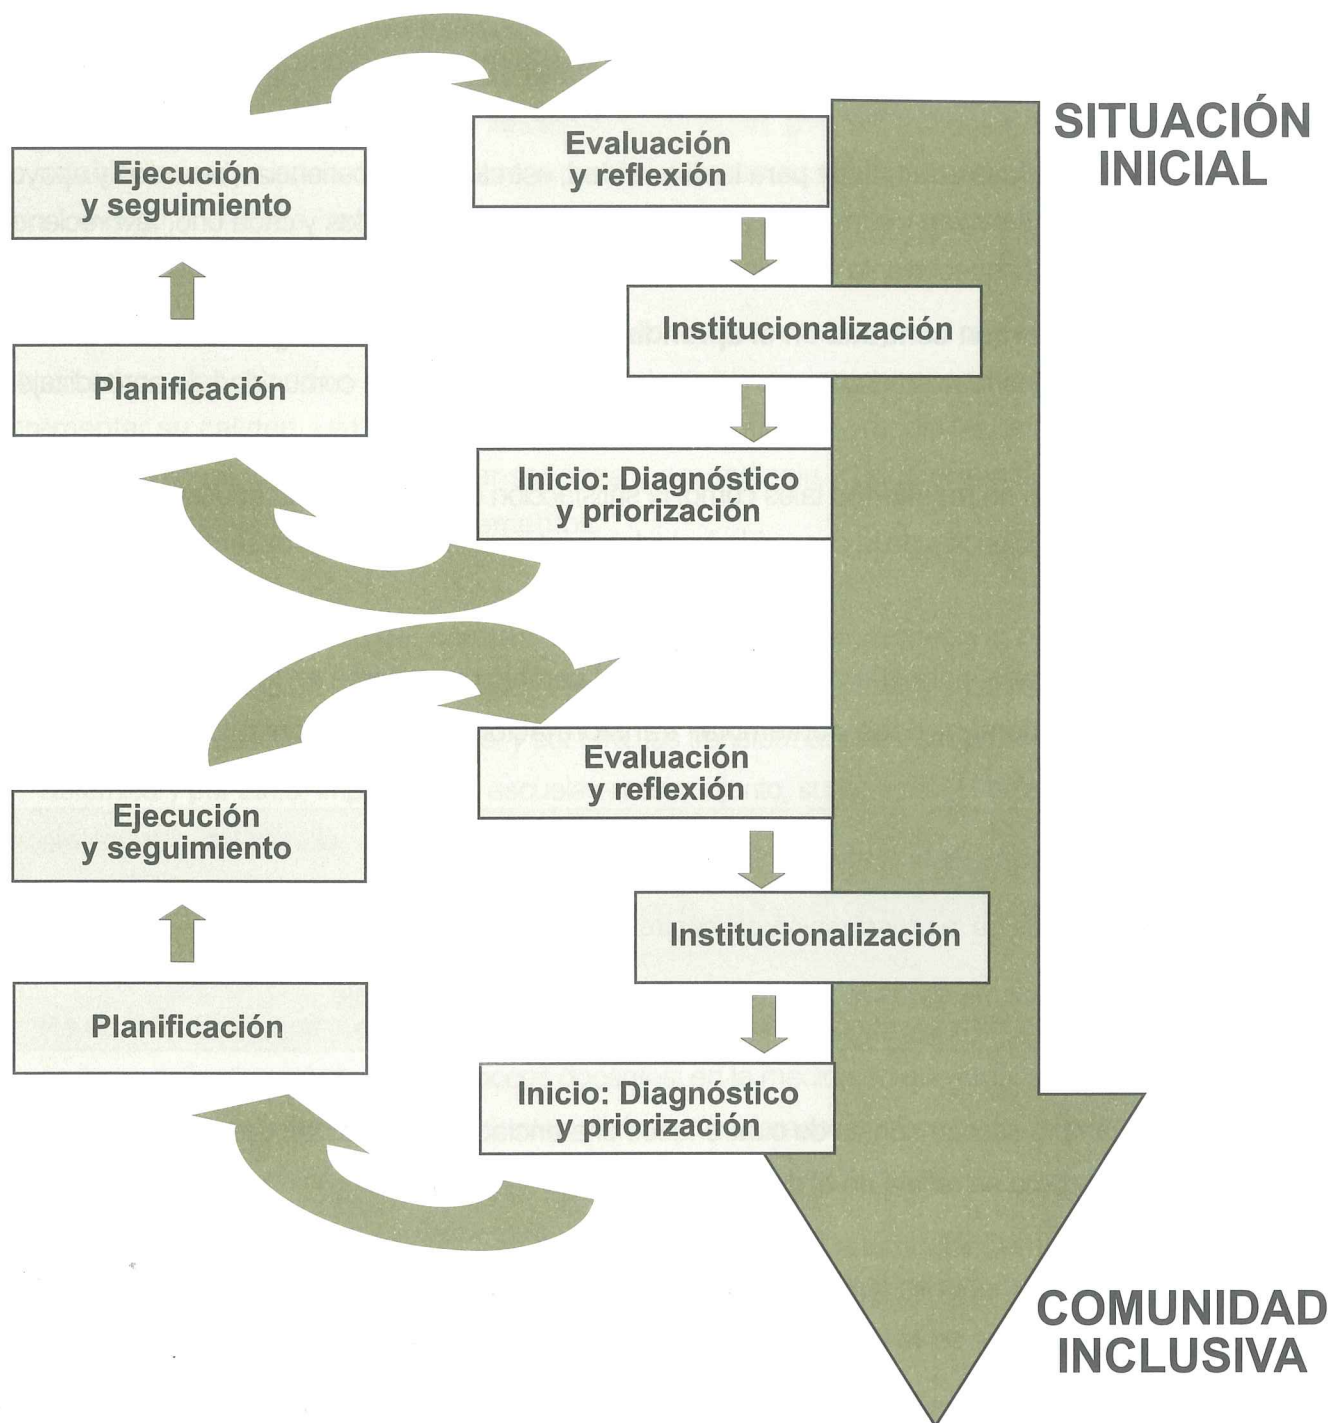 SITUACIÓN
INICIAL
Evaluación
y reflexión
Ejecución
y seguimiento
Institucionalización
Planificación
Inicio: Diagnóstico
y priorización
Evaluación
y reflexión
Ejecución
y seguimiento
Institucionalización
Planificación
Inicio: Diagnóstico
y priorización
COMUNIDAD
INCLUSIVA